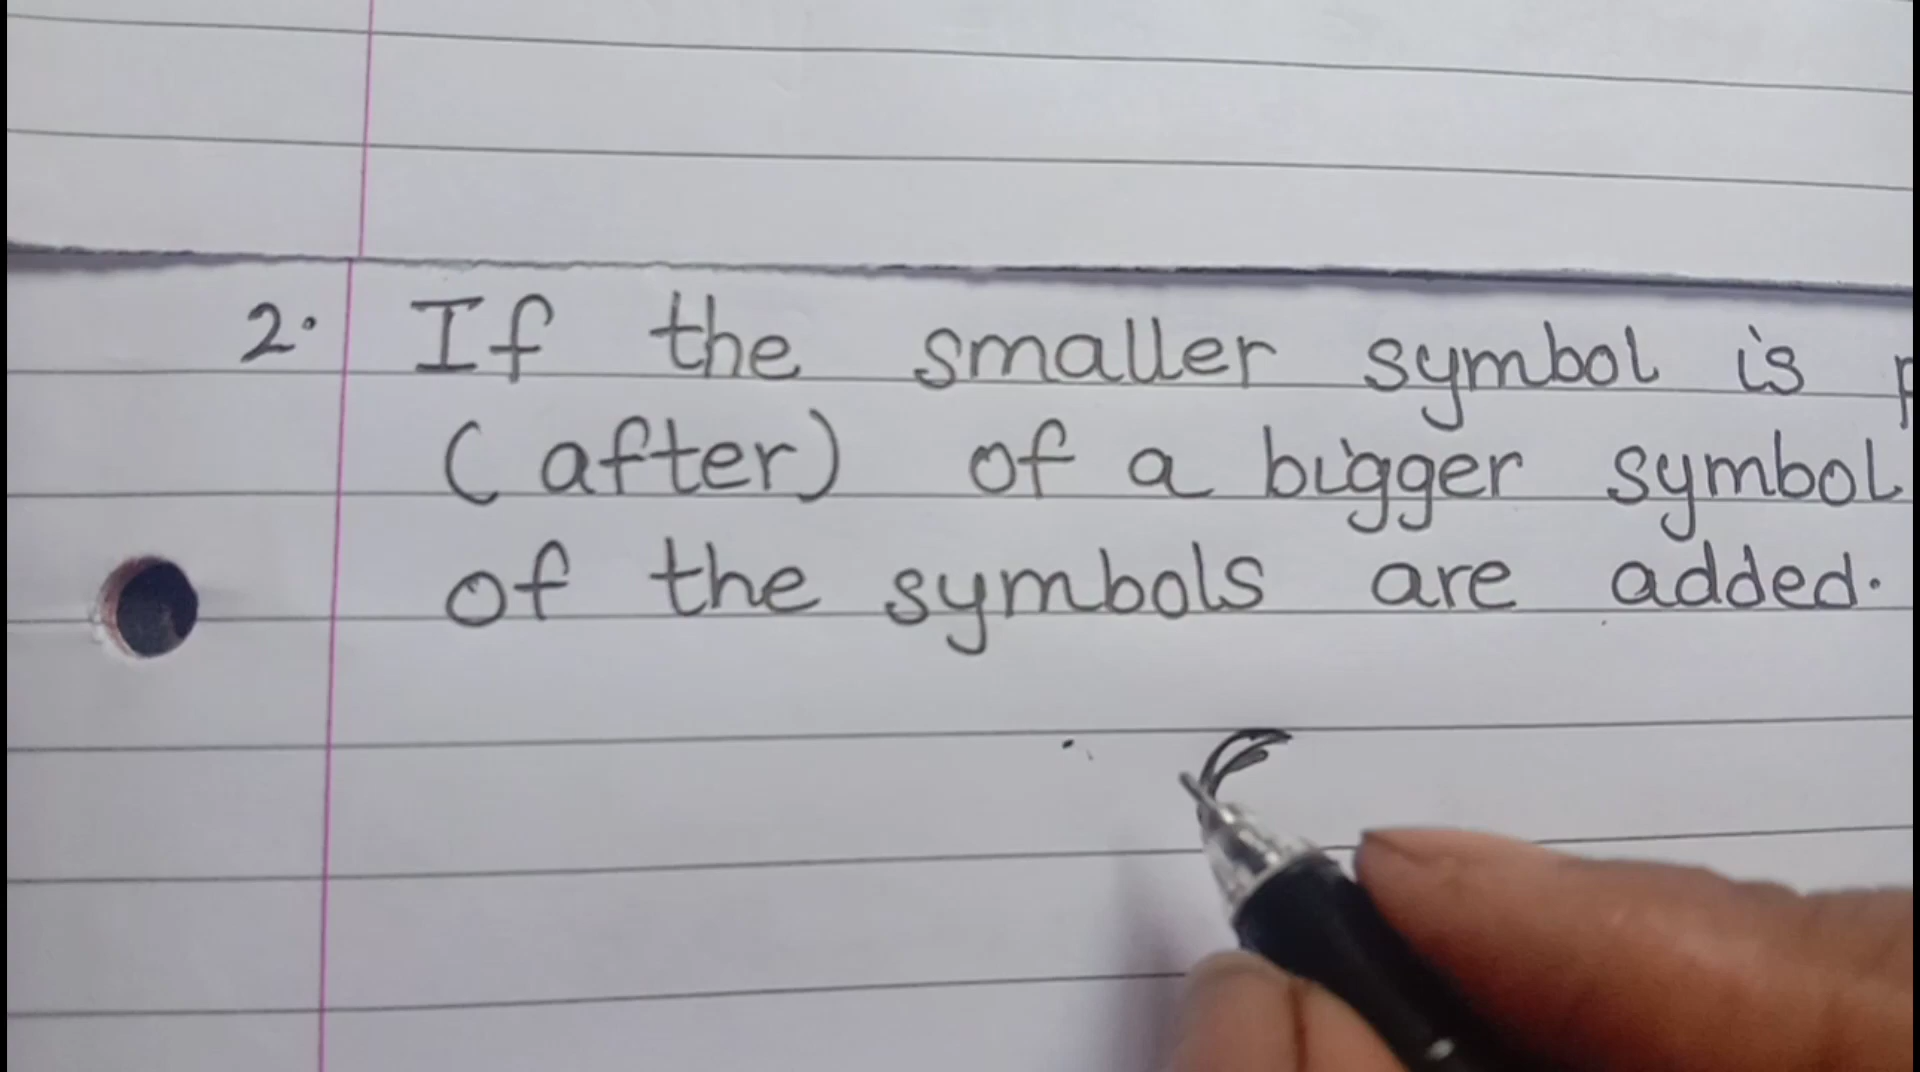 2. If the smaller symbol is
(after) of a bigger symbol
of the symbols are added.